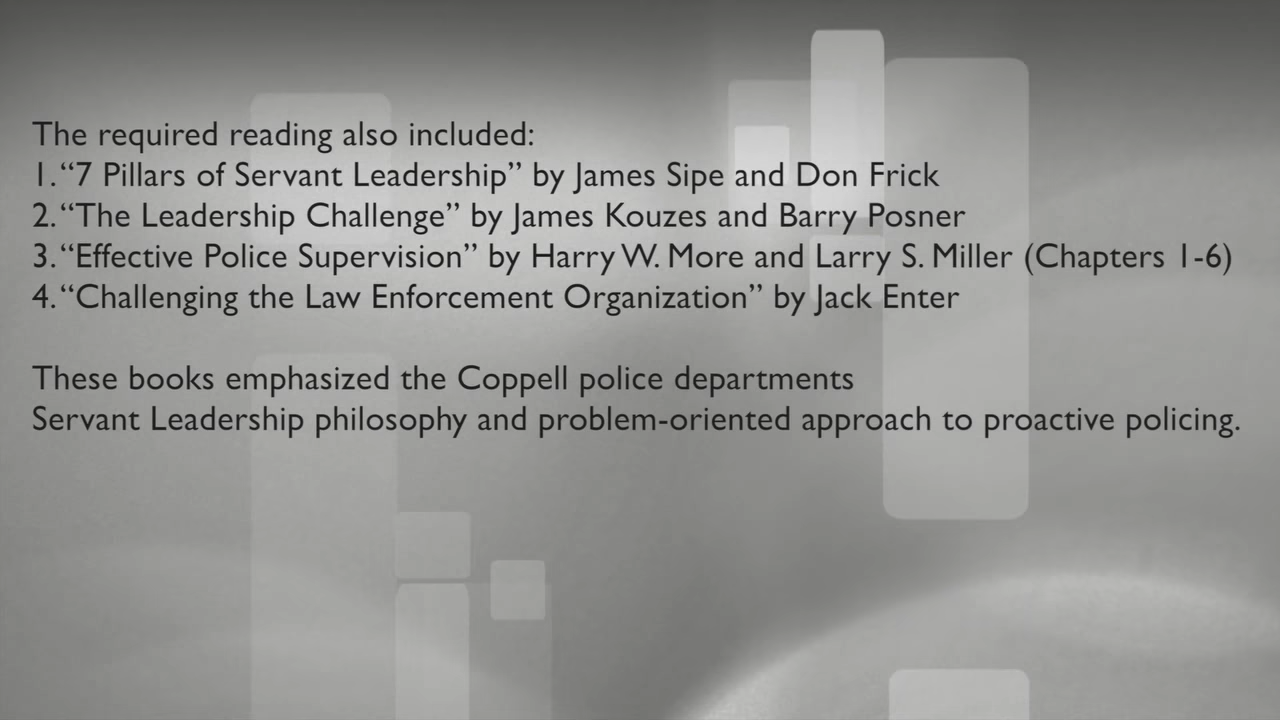 The required reading also included:
1. “7 Pillars of Servant Leadership” by James Sipe and Don Frick
2. “The Leadership Challenge” by James Kouzes and Barry Posner
3. “Effective Police Supervision” by Harry W. More and Larry S. Miller (Chapters 1-6)
4. “Challenging the Law Enforcement Organization” by Jack Enter
These books emphasized the Coppell police departments
Servant Leadership philosophy and problem-oriented approach to proactive policing.